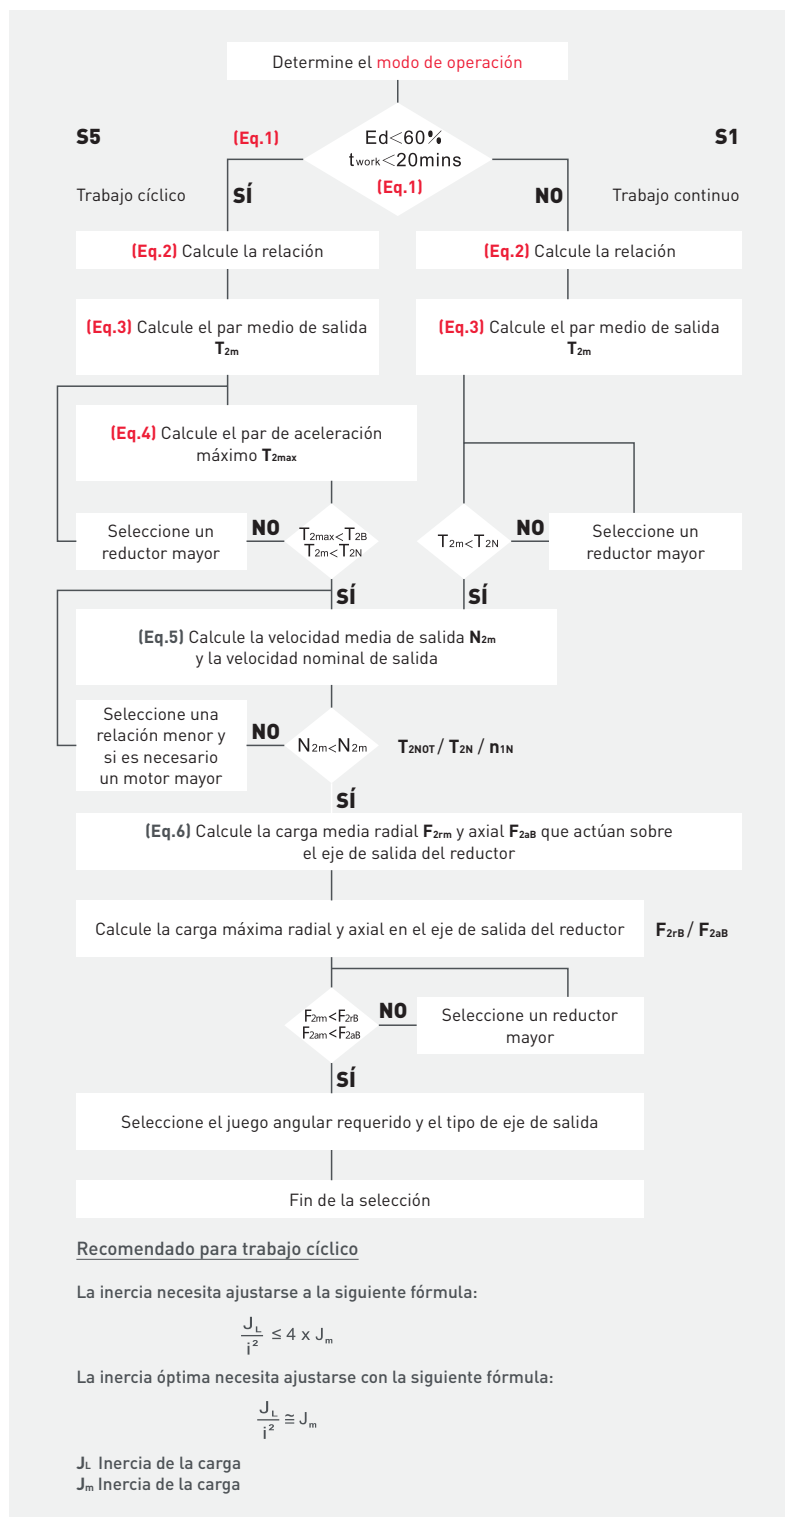 Determine el modo de operación
S5
(Eq.1)
Ed<60%
twork<20mins
(Eq.1)
S1
Trabajo cíclico
SÍ
NO
Trabajo continuo
(Eq.2) Calcule la relación
(Eq.2) Calcule la relación
(Eq.3) Calcule el par medio de salida
T2m
(Eq.3) Calcule el par medio de salida
T2m
(Eq.4) Calcule el par de aceleración
máximo T2max
Seleccione un
reductor mayor
NO
T2max<T2B
T2m<T2N
T2m<T2N
NO
Seleccione un
reductor mayor
SÍ
SÍ
(Eq.5) Calcule la velocidad media de salida N2m
y la velocidad nominal de salida
Seleccione una
relación menor y
si es necesario
un motor mayor
NO
N2m<N2m
T2NOT / T2N / n1N
SÍ
(Eq.6) Calcule la carga media radial F2rm y axial F2aB que actúan sobre
el eje de salida del reductor
Calcule la carga máxima radial y axial en el eje de salida del reductor
F2rB / F2aB
F2rm<F2rB
F2am<F2aB
NO
Seleccione un reductor
mayor
SÍ
Seleccione el juego angular requerido y el tipo de eje de salida
Fin de la selección
Recomendado para trabajo cíclico
La inercia necesita ajustarse a la siguiente fórmula:
JL / i² ≤ 4 x Jm
La inercia óptima necesita ajustarse con la siguiente fórmula:
JL / i² ≅ Jm
JL Inercia de la carga
Jm Inercia de la carga